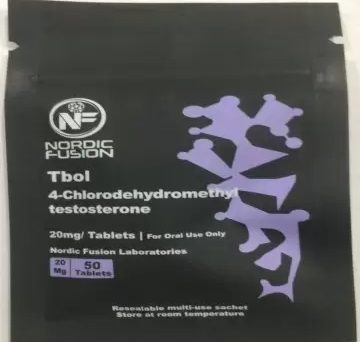 NF
NORDIC
FUSION
Tbol
4-Chlorodehydromethyl
testosterone
20mg/ Tablets | For Oral Use Only
Nordic Fusion Laboratories
20 Mg 50 Tablets
Resealable multi-use sachet
Store at room temperature